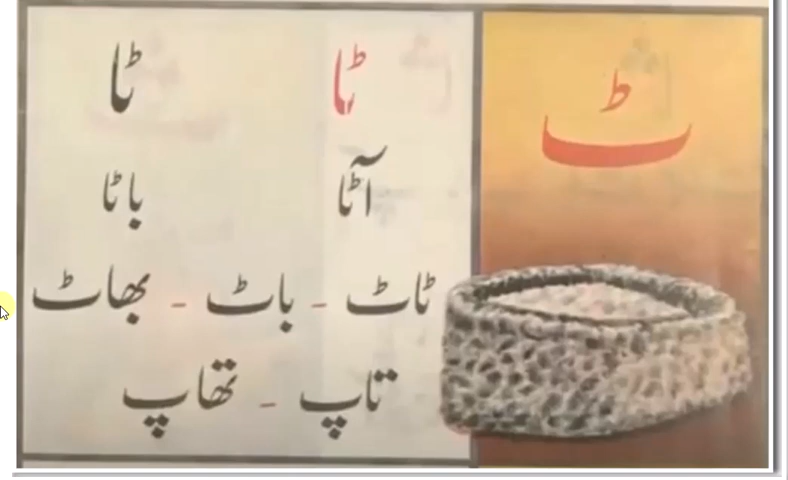 ٹ
ٹا ٹا
آٹا باٹا
ٹاٹ - باٹ - بھاٹ
تاپ - تھاپ